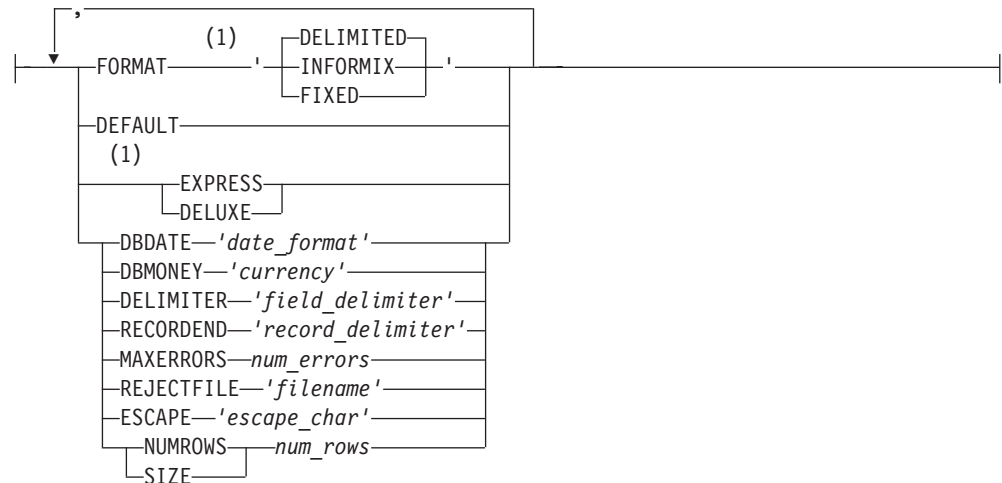 ,
(1) DELIMITED
FORMAT ' INFORMIX '
FIXED
DEFAULT
(1)
EXPRESS
DELUXE
DBDATE 'date_format'
DBMONEY 'currency'
DELIMITER 'field_delimiter'
RECORDEND 'record_delimiter'
MAXERRORS num_errors
REJECTFILE 'filename'
ESCAPE 'escape_char'
NUMROWS num_rows
SIZE